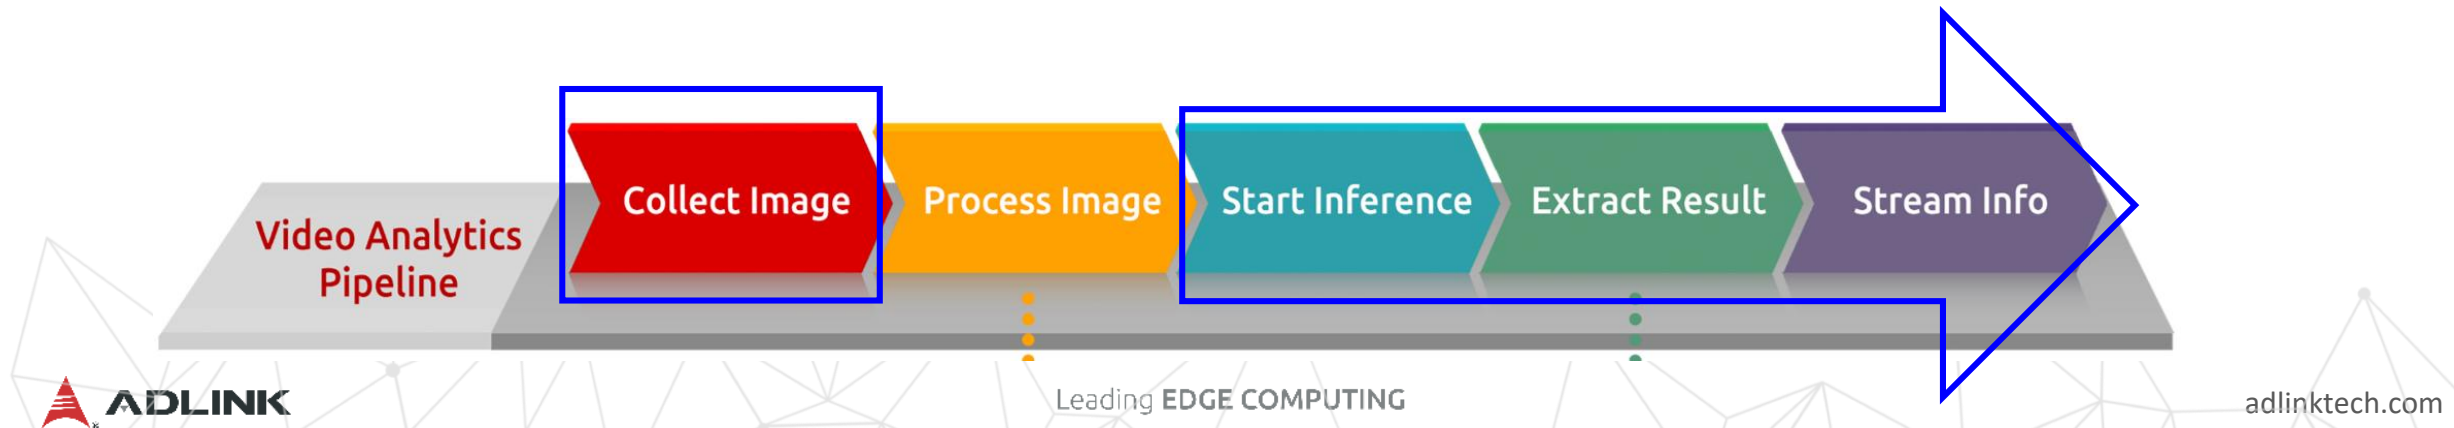 Collect Image
Process Image
Start Inference
Extract Result
Stream Info
Video Analytics
Pipeline
ADLINK
Leading EDGE COMPUTING
adlinktech.com